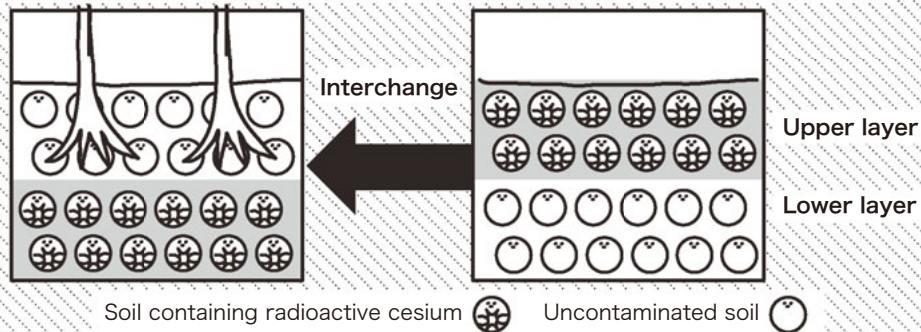 Interchange
Upper layer
Lower layer
Soil containing radioactive cesium
Uncontaminated soil